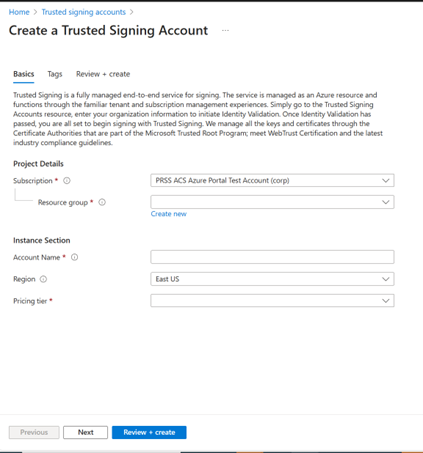 Home > Trusted signing accounts >
Create a Trusted Signing Account ...
Basics Tags Review + create
Trusted Signing is a fully managed end-to-end service for signing. The service is managed as an Azure resource and
functions through the familiar tenant and subscription management experiences. Simply go to the Trusted Signing
Accounts resource, enter your organization information to initiate Identity Validation. Once Identity Validation has
passed, you are all set to begin signing with Trusted Signing. We manage all the keys and certificates through the
Certificate Authorities that are part of the Microsoft Trusted Root Program; meet WebTrust Certification and the latest
industry compliance guidelines.
Project Details
Subscription * PRSS ACS Azure Portal Test Account (corp)
Resource group *
Create new
Instance Section
Account Name *
Region East US
Pricing tier *
Previous Next Review + create